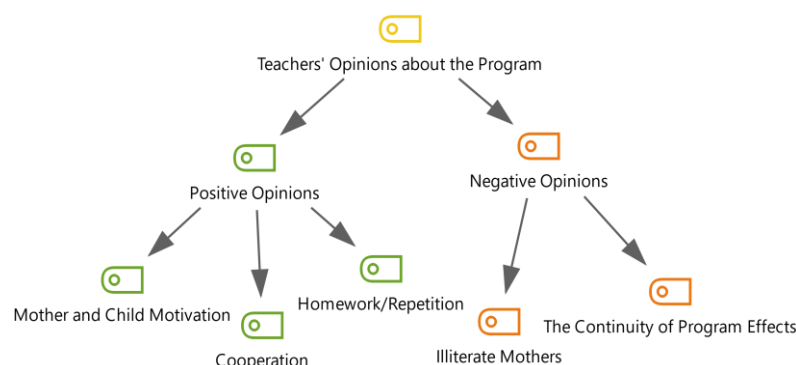 Teachers' Opinions about the Program
Positive Opinions
Negative Opinions
Mother and Child Motivation
Homework/Repetition
Cooperation
Illiterate Mothers
The Continuity of Program Effects